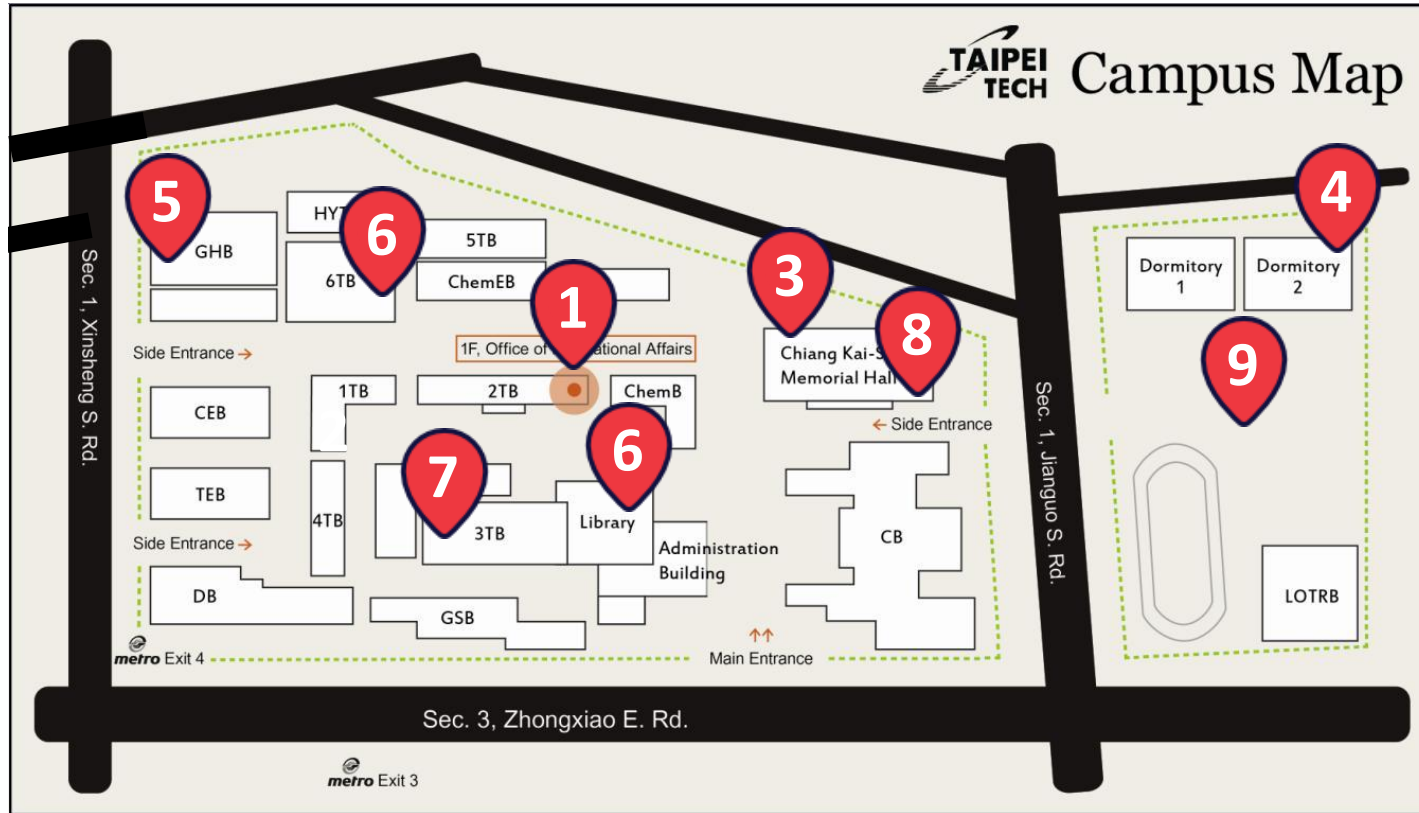 TAIPEI
TECH
Campus Map
5
GHB
HYT
6
6TB
5TB
ChemEB
1
3
8
4
Dormitory
1
Dormitory
2
9
Side Entrance →
1F, Office of ational Affairs
Chiang Kai-S
Memorial Hall
1TB
2TB
ChemB
CEB
← Side Entrance
7
6
TEB
4TB
3TB
Library
Administration
Building
CB
Side Entrance →
DB
GSB
LOTRB
↑↑
Main Entrance
metro Exit 4
Sec. 1, Xinsheng S. Rd.
Sec. 1, Jianguo S. Rd.
Sec. 3, Zhongxiao E. Rd.
metro Exit 3